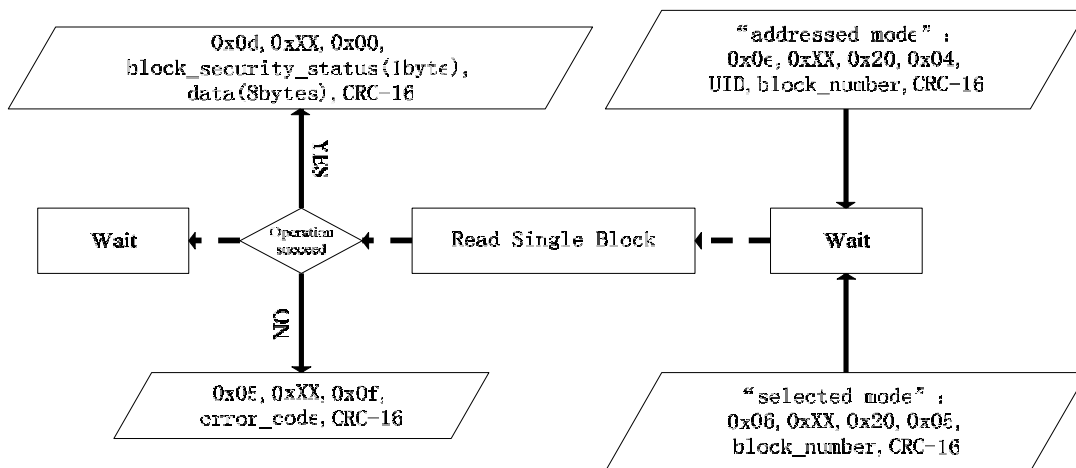 0x0d, 0xXX, 0x00,
block_security_status(1byte),
data(8bytes), CRC-16
“addressed mode” :
0x0e, 0xXX, 0x20, 0x04,
UID, block_number, CRC-16
YES
Wait
Operation
succeed
Read Single Block
Wait
NO
0x05, 0xXX, 0x0f,
error_code, CRC-16
“selected mode” :
0x06, 0xXX, 0x20, 0x05,
block_number, CRC-16